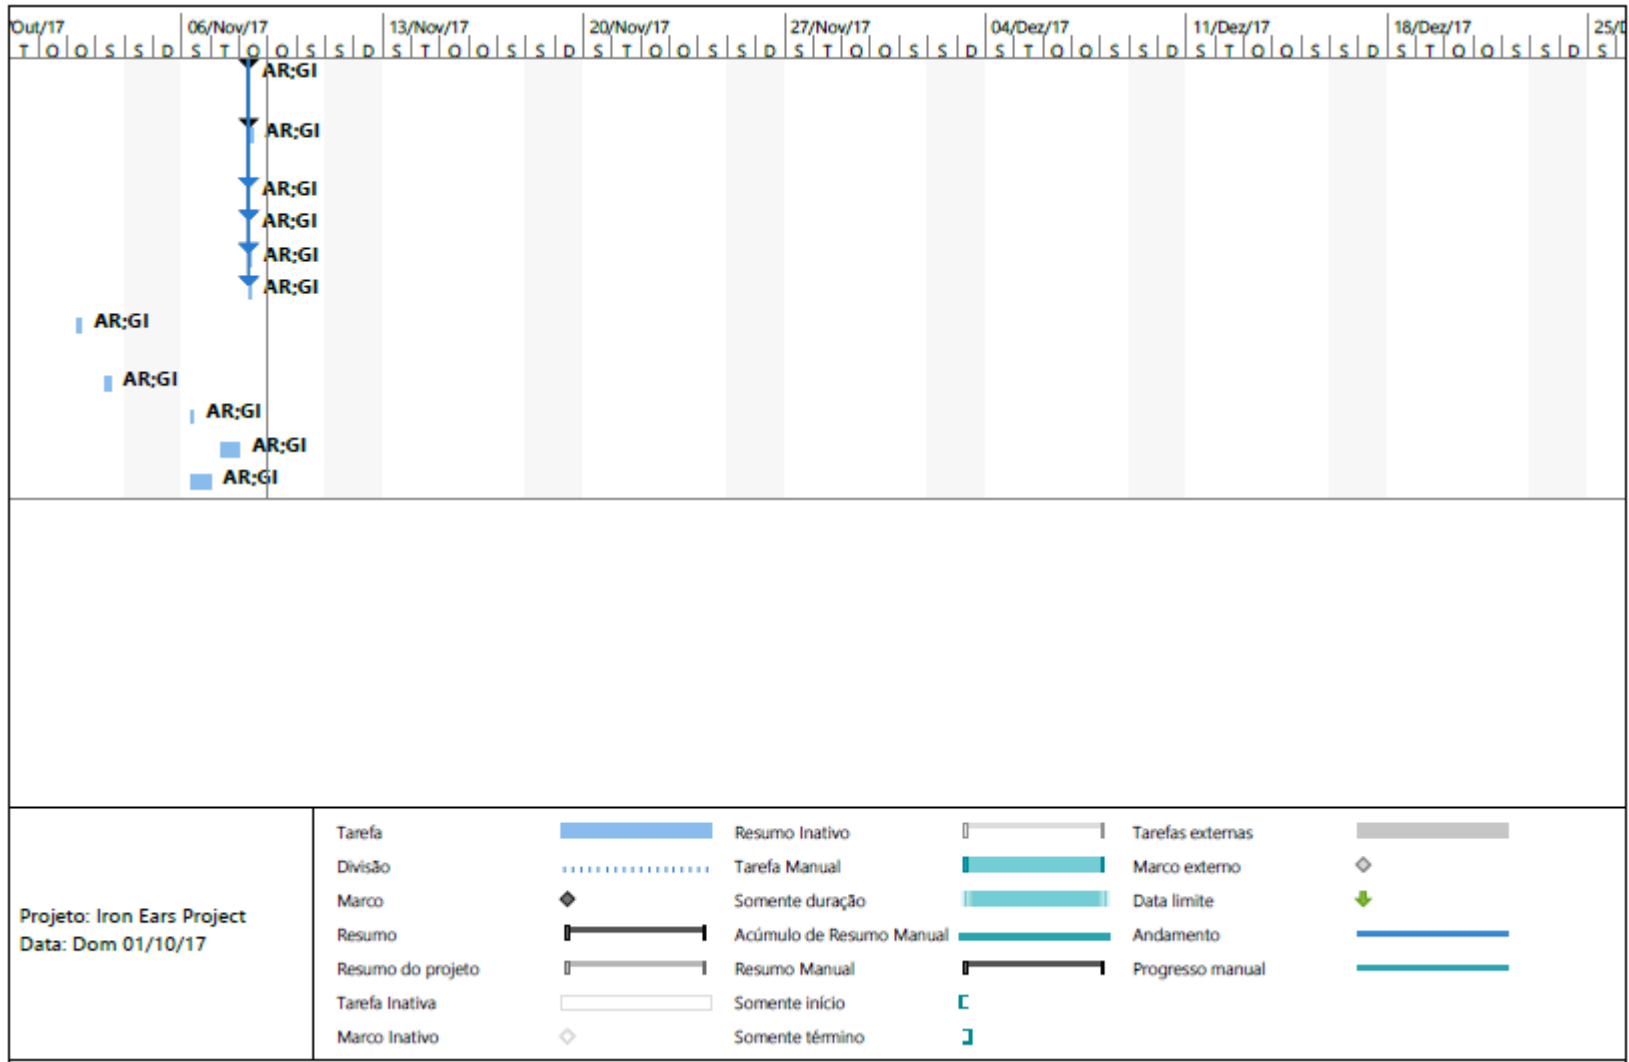 Out/17 06/Nov/17 13/Nov/17 20/Nov/17 27/Nov/17 04/Dez/17 11/Dez/17 18/Dez/17 25/D
T Q Q S S D S T Q Q S S D S T Q Q S S D S T Q Q S S D S T Q Q S S D S T Q Q S S D S T Q Q S S D S T Q Q S S D S
AR;GI
AR;GI
AR;GI
AR;GI
AR;GI
AR;GI
AR;GI
AR;GI
AR;GI
AR;GI
AR;GI
Projeto: Iron Ears Project
Data: Dom 01/10/17
Tarefa
Divisão
Marco
Resumo
Resumo do projeto
Tarefa Inativa
Marco Inativo
Resumo Inativo
Tarefa Manual
Somente duração
Acúmulo de Resumo Manual
Resumo Manual
Somente início
Somente término
Tarefas externas
Marco externo
Data limite
Andamento
Progresso manual